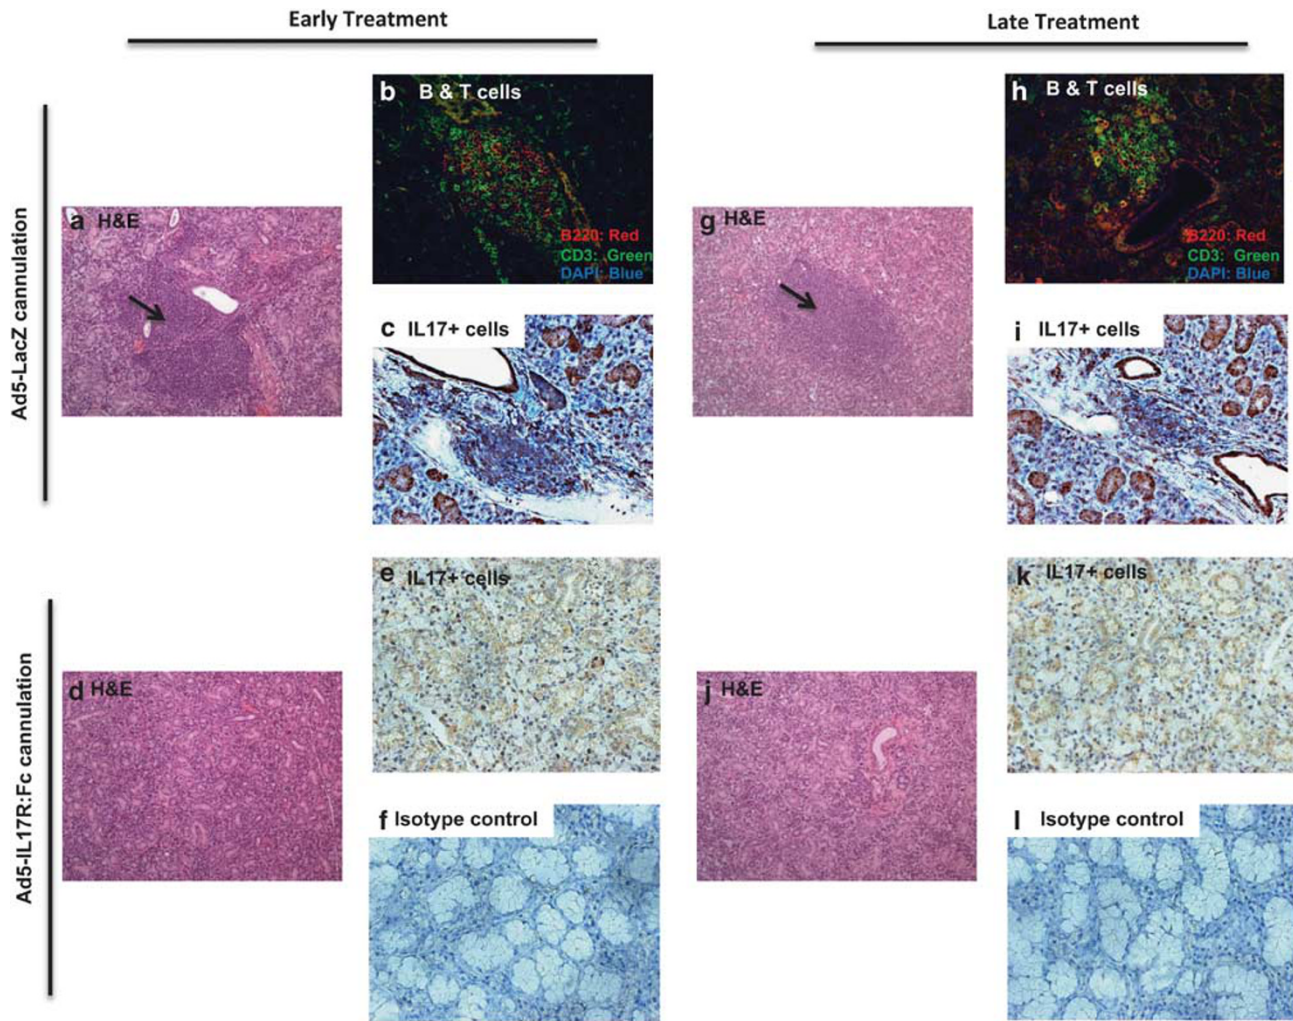 Early Treatment
Late Treatment
Ad5-LacZ cannulation
a H&E
b B & T cells
B220: Red
CD3: Green
DAPI: Blue
c IL17+ cells
g H&E
h B & T cells
B220: Red
CD3: Green
DAPI: Blue
i IL17+ cells
Ad5-IL17R:Fc cannulation
d H&E
e IL17+ cells
f Isotype control
j H&E
k IL17+ cells
l Isotype control